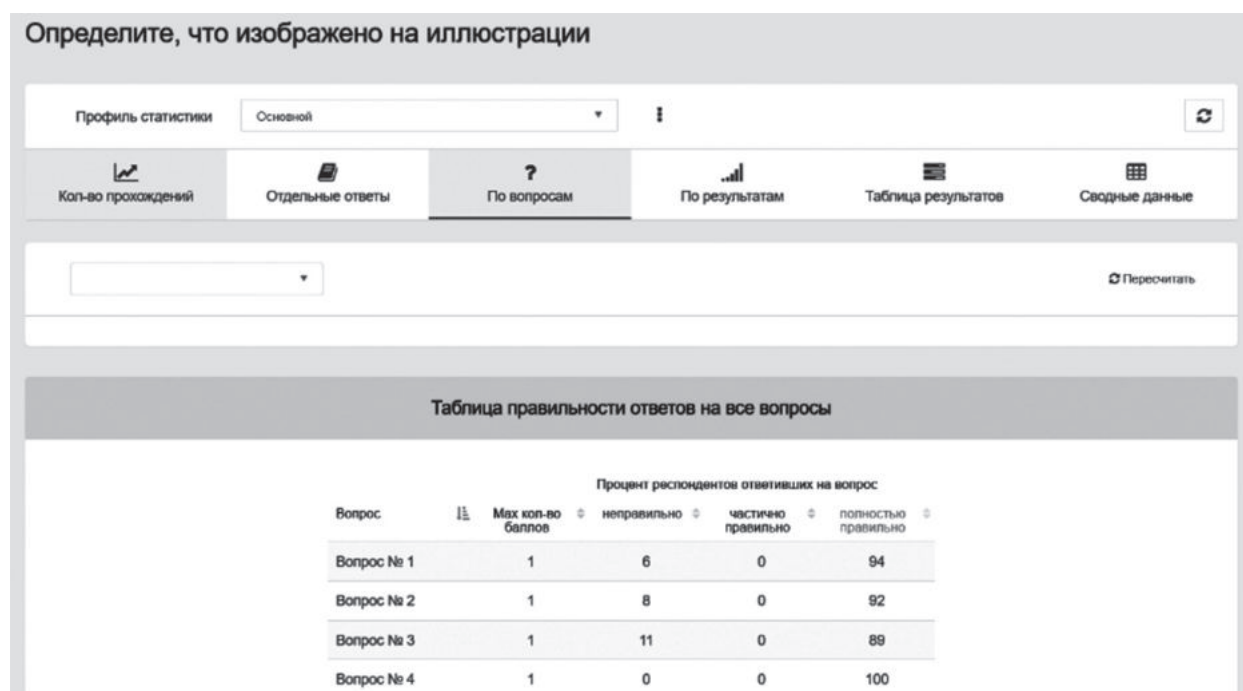 Определите, что изображено на иллюстрации
Профиль статистики Основной
Кол-во прохождений Отдельные ответы ? По вопросам По результатам Таблица результатов Сводные данные
Пересчитать
Таблица правильности ответов на все вопросы
Процент респондентов ответивших на вопрос
Вопрос Max кол-во баллов неправильно частично правильно полностью правильно
Вопрос № 1 1 6 0 94
Вопрос № 2 1 8 0 92
Вопрос № 3 1 11 0 89
Вопрос № 4 1 0 0 100